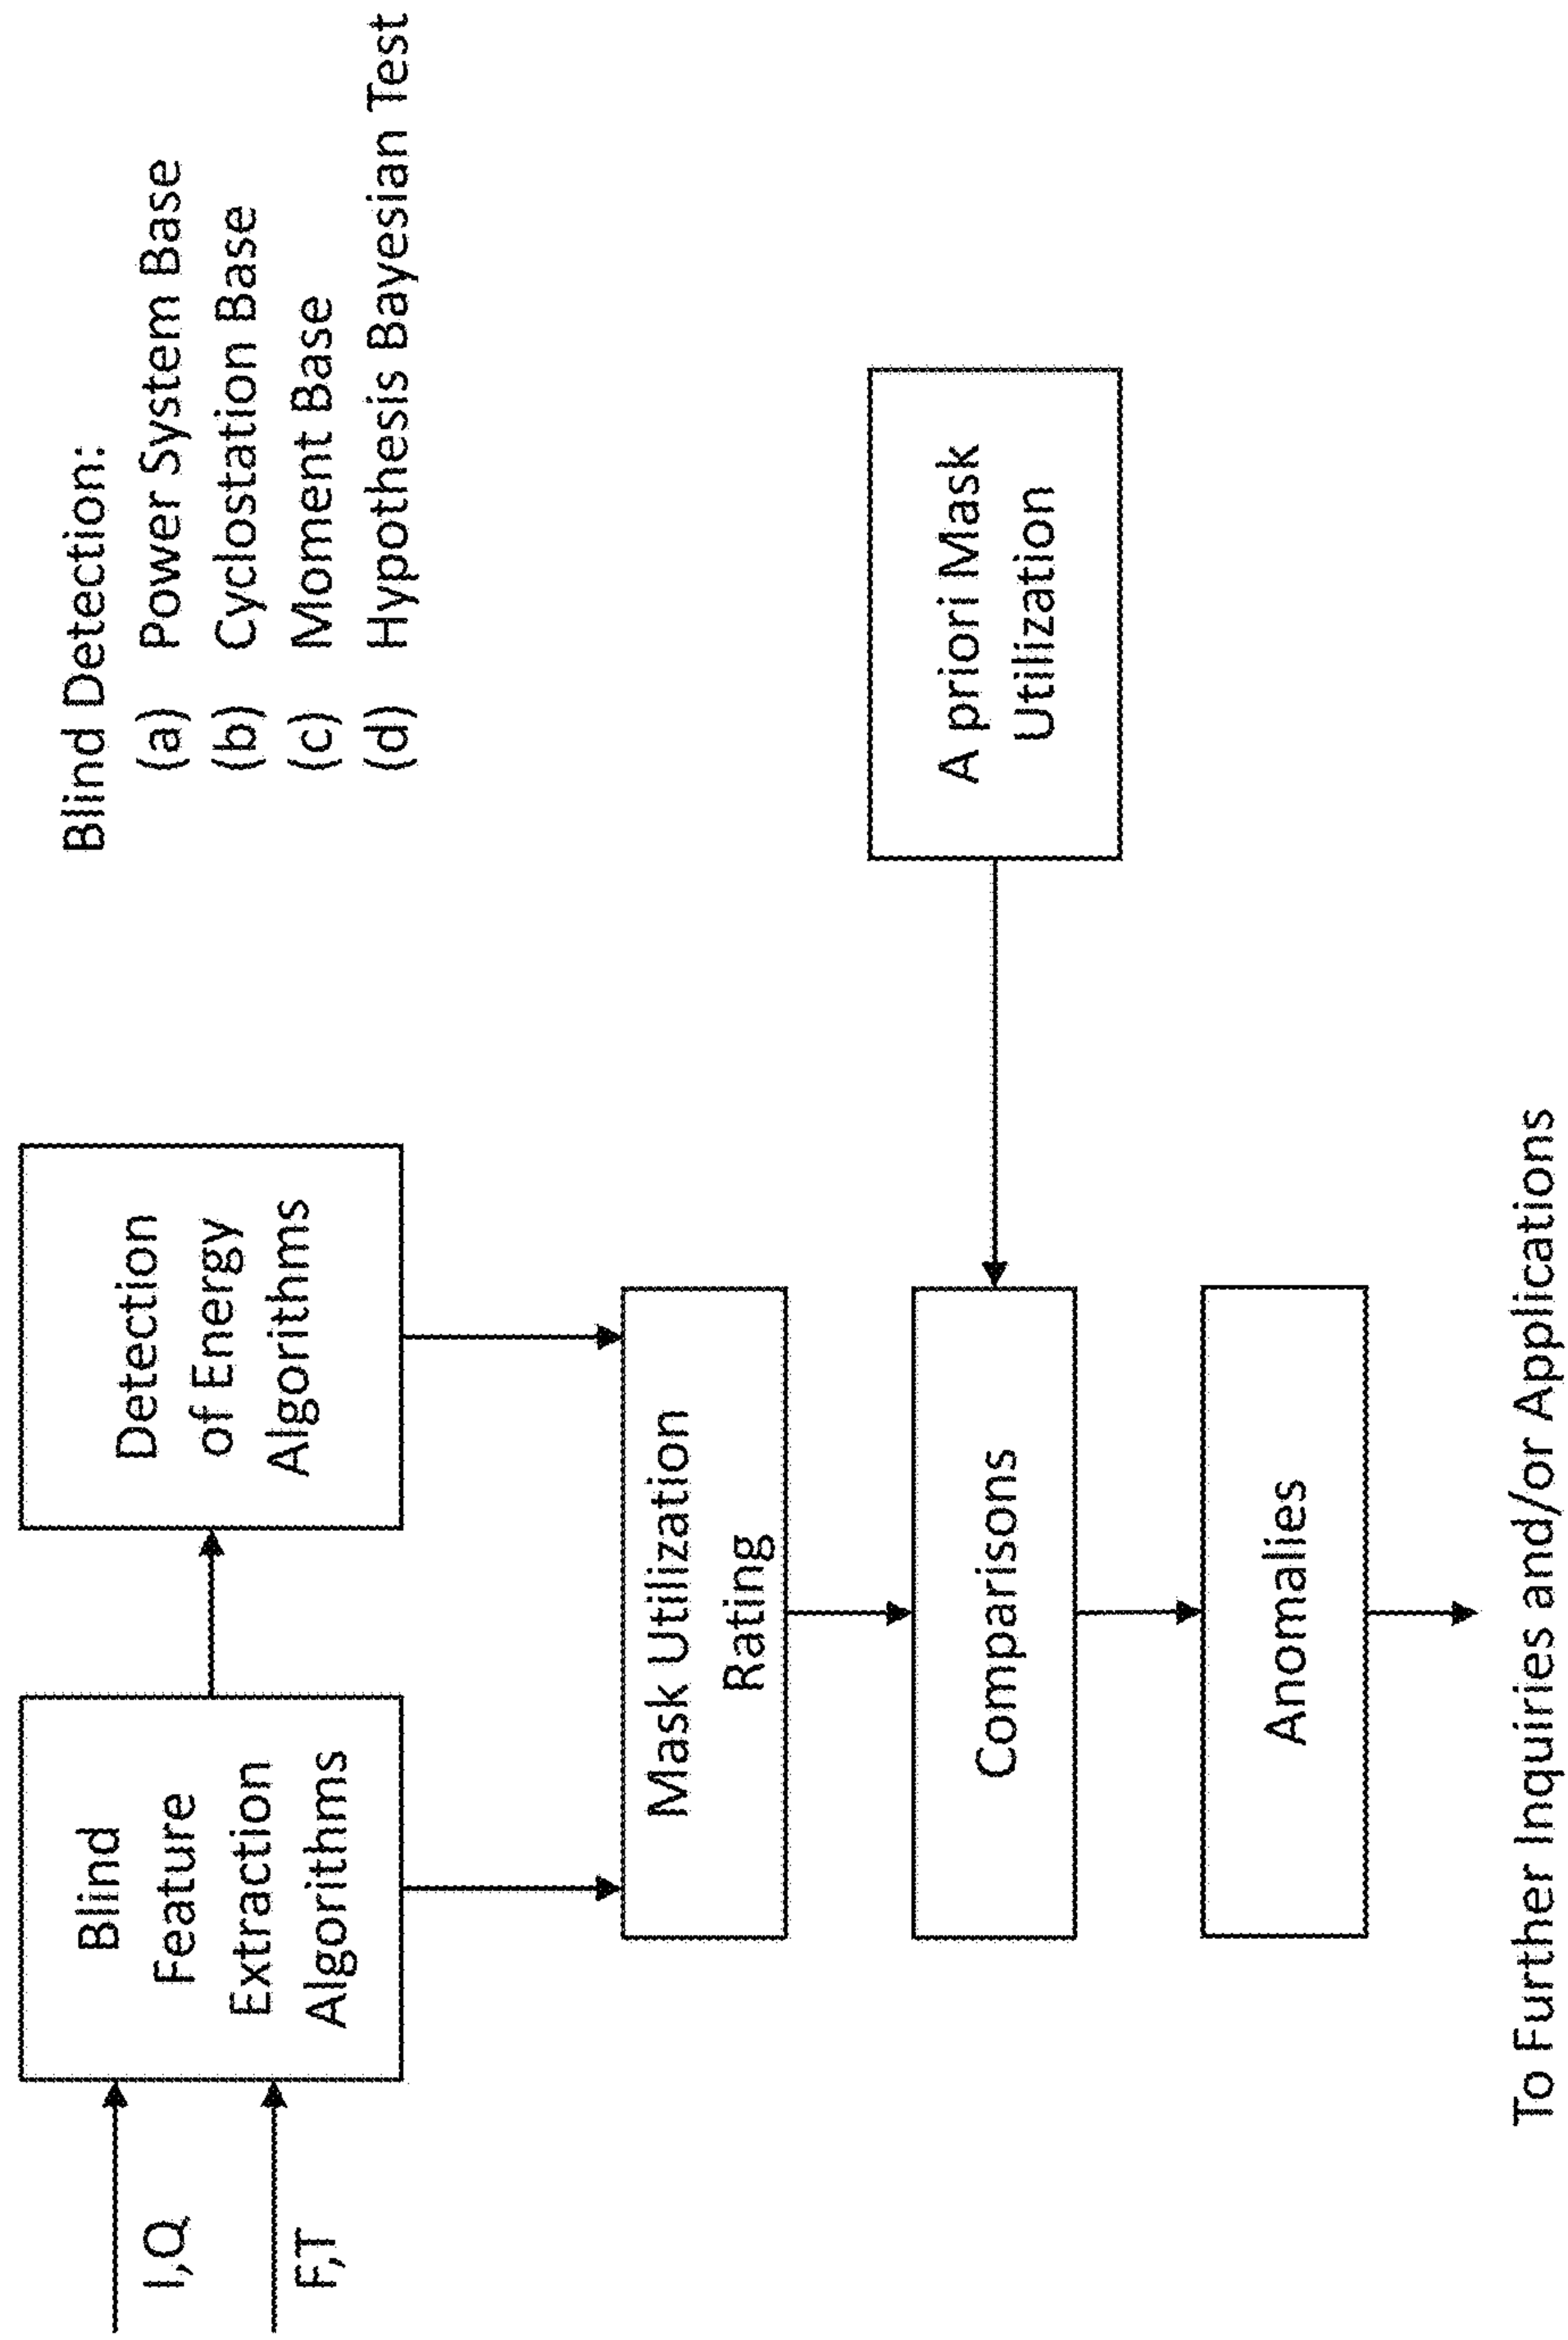 I,Q
F,T
Blind
Feature
Extraction
Algorithms
Detection
of Energy
Algorithms
Blind Detection:
(a) Power System Base
(b) Cyclostation Base
(c) Moment Base
(d) Hypothesis Bayesian Test
Mask Utilization
Rating
Comparisons
A priori Mask
Utilization
Anomalies
To Further Inquiries and/or Applications